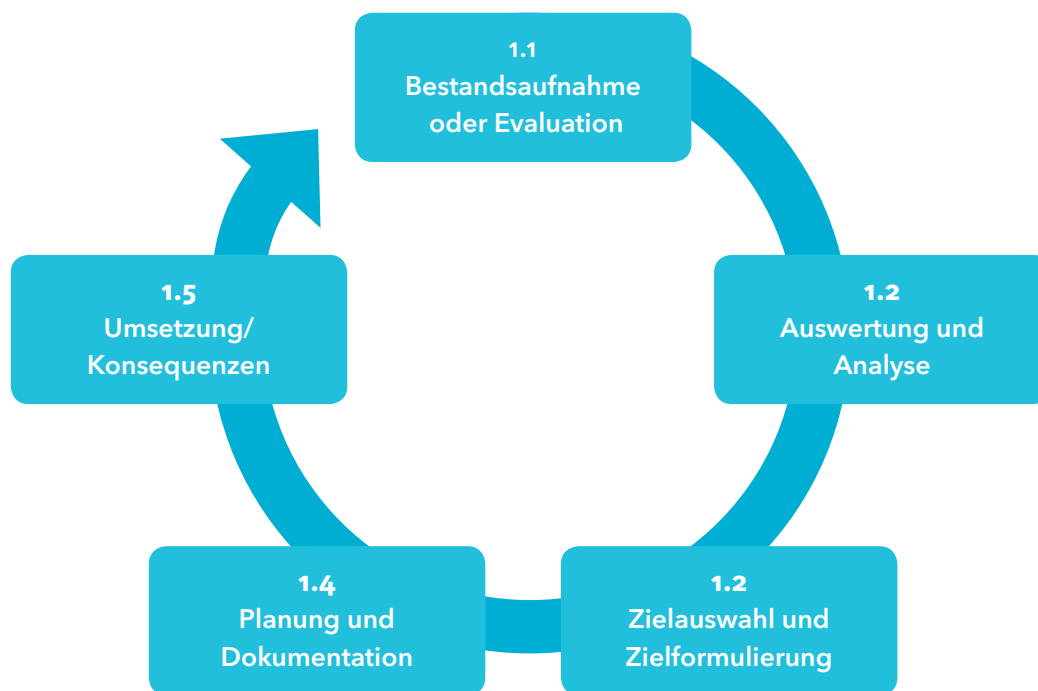 1.1
Bestandsaufnahme
oder Evaluation
1.2
Auswertung und
Analyse
1.2
Zielauswahl und
Zielformulierung
1.4
Planung und
Dokumentation
1.5
Umsetzung/
Konsequenzen